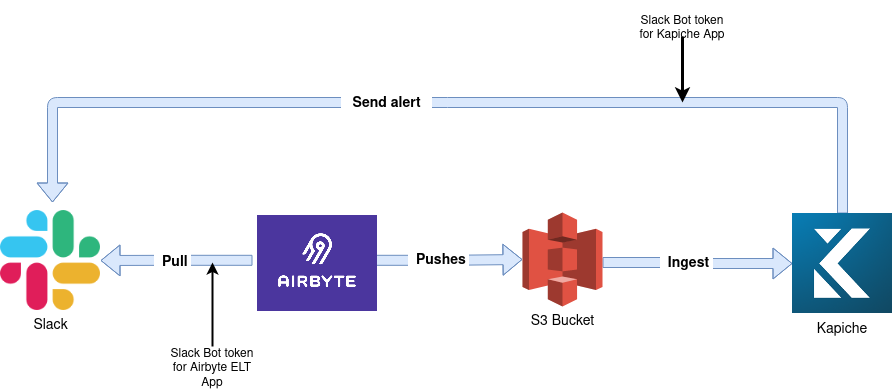 Slack Bot token
for Kapiche App
Send alert
Pull
AIRBYTE
Pushes
Ingest
Slack
S3 Bucket
Kapiche
Slack Bot token
for Airbyte ELT
App